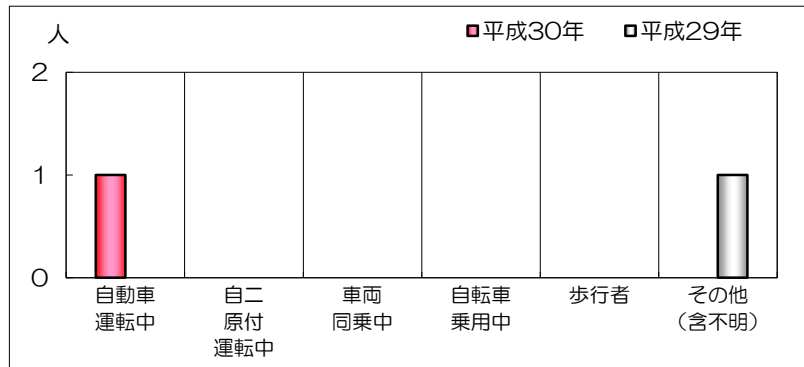 人
平成30年 平成29年
2
1
0
自動車
運転中
自二
原付
運転中
車両
同乗中
自転車
乗用中
歩行者
その他
（含不明）